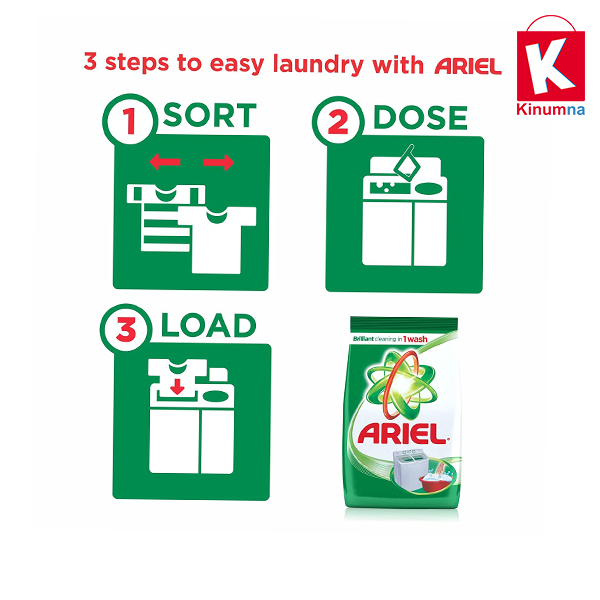 3 steps to easy laundry with ARIEL
K
Kinumna
1 SORT
2 DOSE
3 LOAD
Brilliant cleaning in 1 wash
ARIEL